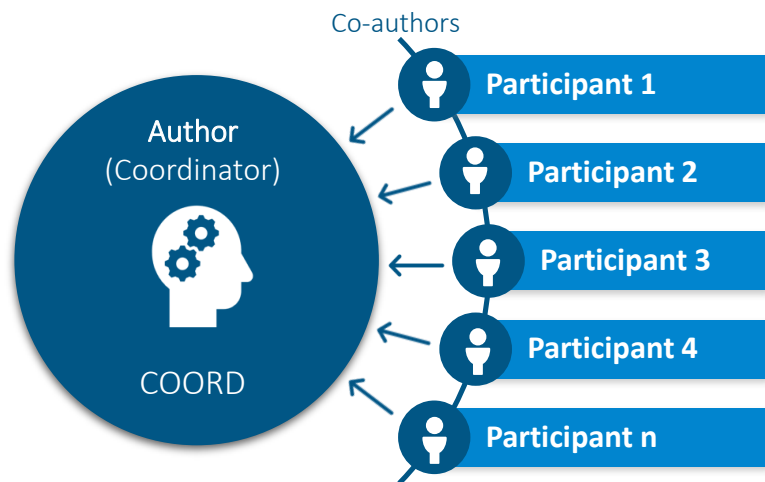 Co-authors
Author
(Coordinator)
COORD
Participant 1
Participant 2
Participant 3
Participant 4
Participant n